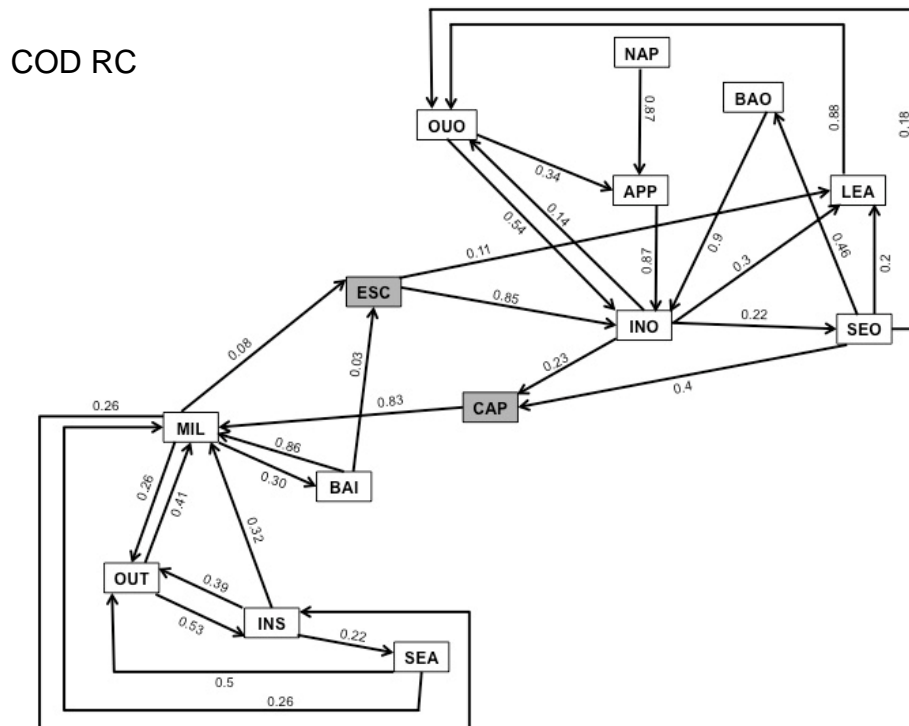 COD RC
NAP
BAO
OUO
0.87
0.88
0.18
0.34
APP
LEA
0.54
0.14
0.87
0.9
0.46
0.11
0.3
0.2
ESC
0.85
INO
0.22
SEO
0.08
0.03
0.23
0.4
CAP
0.83
0.26
MIL
0.86
0.30
BAI
0.26
0.41
0.32
OUT
0.39
0.53
INS
0.22
SEA
0.5
0.26